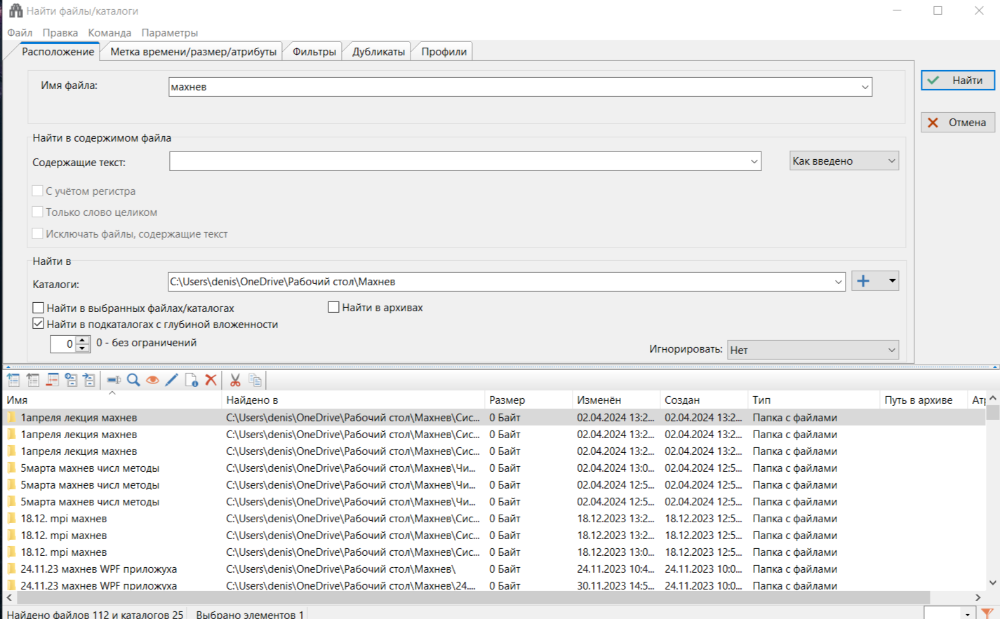 Найти файлы/каталоги
Файл Правка Команда Параметры
Расположение Метка времени/размер/атрибуты Фильтры Дубликаты Профили
Имя файла: махнев
Найти
Отмена
Найти в содержимом файла
Содержащие текст: Как введено
С учётом регистра
Только слово целиком
Исключать файлы, содержащие текст
Найти в
Каталоги: C:\Users\denis\OneDrive\Рабочий стол\Махнев
Найти в выбранных файлах/каталогах Найти в архивах
Найти в подкаталогах с глубиной вложенности
0 0 - без ограничений
Игнорировать: Нет
Имя Найдено в Размер Изменён Создан Тип Путь в архиве Атр
1апреля лекция махнев C:\Users\denis\OneDrive\Рабочий стол\Махнев\Сис... 0 Байт 02.04.2024 13:2... 02.04.2024 13:2... Папка с файлами
1апреля лекция махнев C:\Users\denis\OneDrive\Рабочий стол\Махнев\Сис... 0 Байт 02.04.2024 13:2... 02.04.2024 13:2... Папка с файлами
1апреля лекция махнев C:\Users\denis\OneDrive\Рабочий стол\Махнев\Сис... 0 Байт 02.04.2024 13:2... 02.04.2024 13:2... Папка с файлами
5марта махнев числ методы C:\Users\denis\OneDrive\Рабочий стол\Махнев\Чи... 0 Байт 02.04.2024 13:0... 02.04.2024 12:5... Папка с файлами
5марта махнев числ методы C:\Users\denis\OneDrive\Рабочий стол\Махнев\Чи... 0 Байт 02.04.2024 12:5... 02.04.2024 12:5... Папка с файлами
5марта махнев числ методы C:\Users\denis\OneDrive\Рабочий стол\Махнев\Чи... 0 Байт 02.04.2024 12:5... 02.04.2024 12:5... Папка с файлами
18.12. mpi махнев C:\Users\denis\OneDrive\Рабочий стол\Махнев\Сис... 0 Байт 18.12.2023 13:2... 18.12.2023 12:5... Папка с файлами
18.12. mpi махнев C:\Users\denis\OneDrive\Рабочий стол\Махнев\Сис... 0 Байт 18.12.2023 13:2... 18.12.2023 12:5... Папка с файлами
18.12. mpi махнев C:\Users\denis\OneDrive\Рабочий стол\Махнев\Сис... 0 Байт 18.12.2023 13:0... 18.12.2023 12:5... Папка с файлами
24.11.23 махнев WPF приложуха C:\Users\denis\OneDrive\Рабочий стол\Махнев\ 0 Байт 24.11.2023 10:4... 24.11.2023 10:0... Папка с файлами
24.11.23 махнев WPF приложуха C:\Users\denis\OneDrive\Рабочий стол\Махнев\24.... 0 Байт 30.11.2023 14:5... 24.11.2023 10:0... Папка с файлами
Найдено файлов 112 и каталогов 25 Выбрано элементов 1